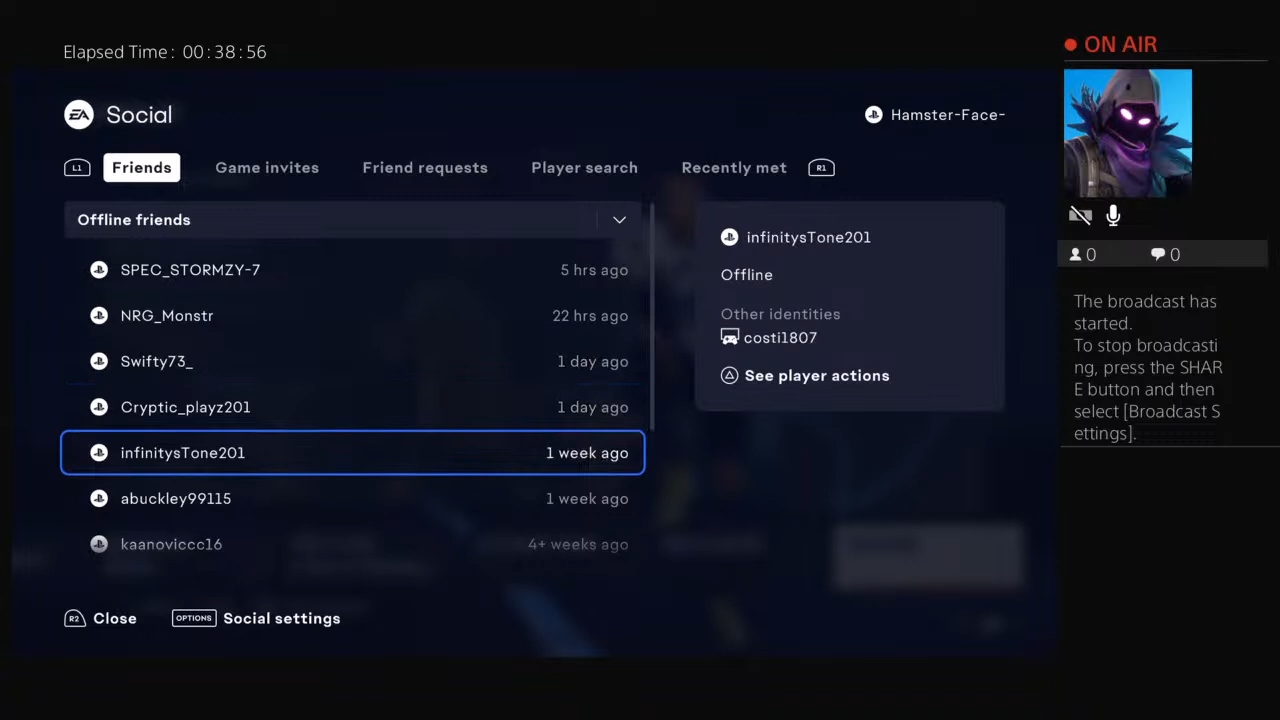 Elapsed Time: 00:38:56
ON AIR
EA Social
Hamster-Face-
L1 Friends Game invites Friend requests Player search Recently met R1
Offline friends
SPEC_STORMZY-7 5 hrs ago
NRG_Monstr 22 hrs ago
Swifty73_ 1 day ago
Cryptic_playz201 1 day ago
infinitysTone201 1 week ago
abuckley99115 1 week ago
kaanoviccc16 4+ weeks ago
infinitysTone201
Offline
Other identities
costi1807
See player actions
0 0
The broadcast has
started.
To stop broadcasti
ng, press the SHAR
E button and then
select [Broadcast S
ettings].
R2 Close OPTIONS Social settings